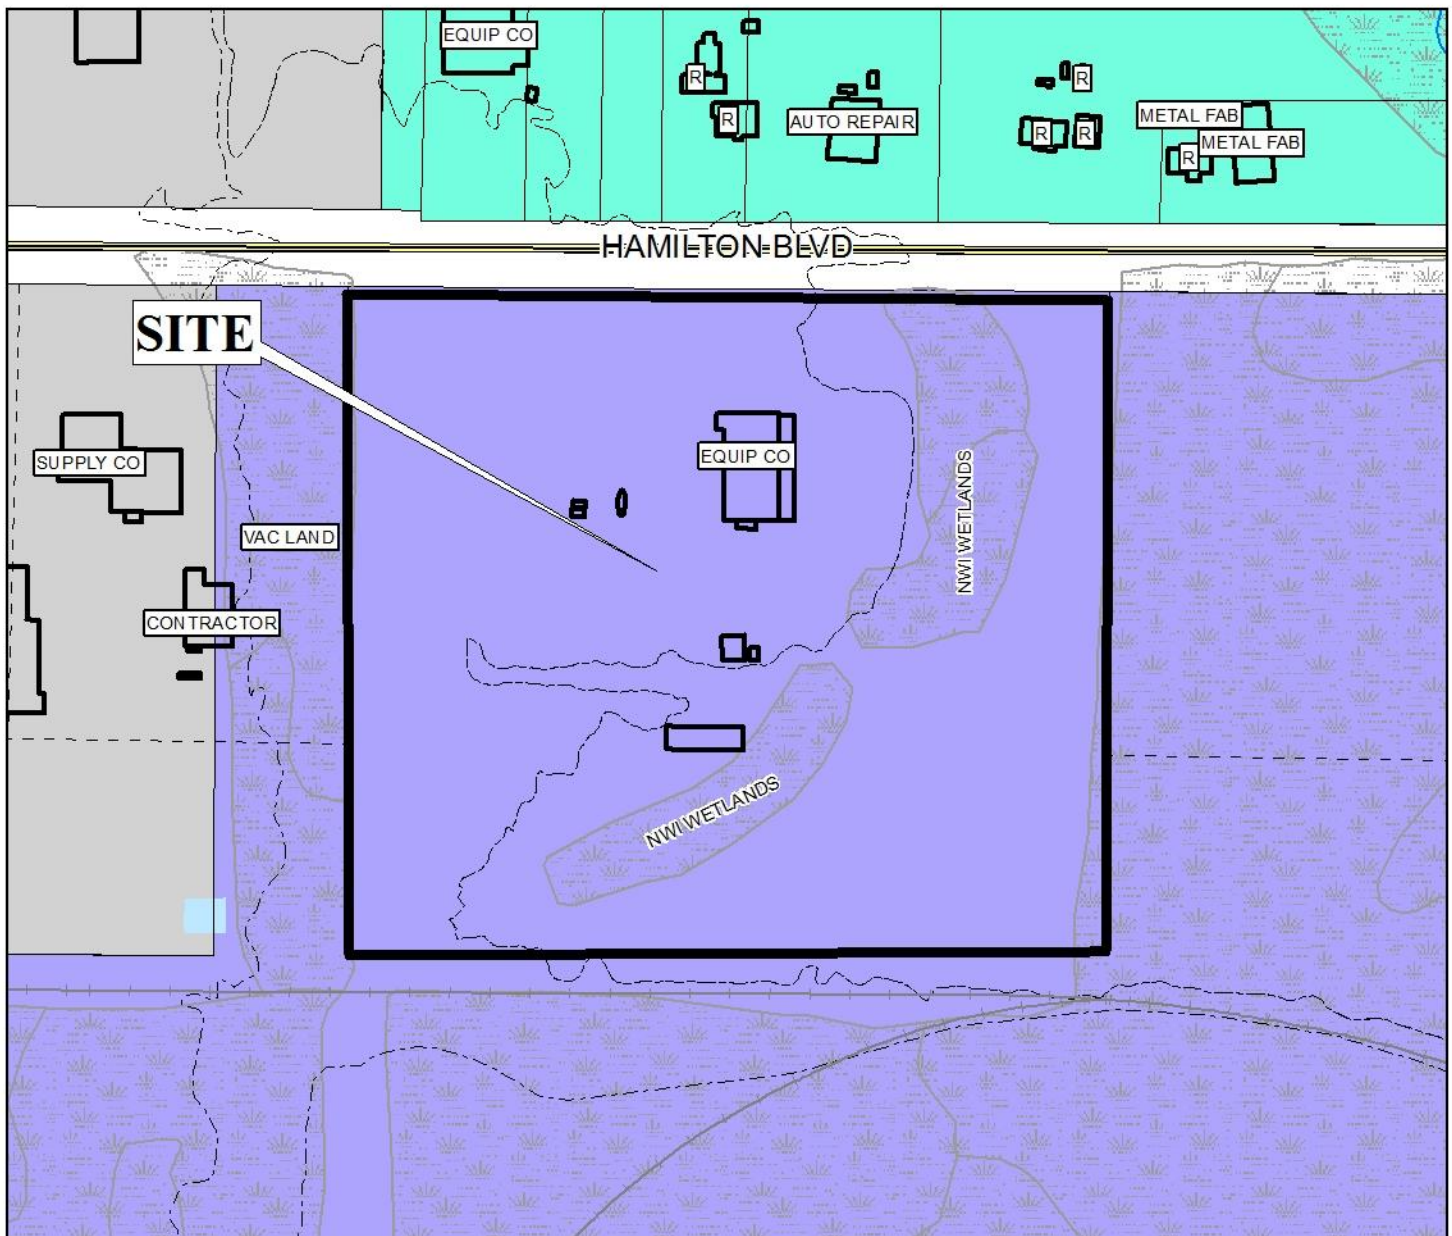 EQUIP CO
R
R
AUTO REPAIR
R
R
R
METAL FAB
METAL FAB
R
HAMILTON BLVD
SITE
SUPPLY CO
EQUIP CO
NWI WETLANDS
VAC LAND
CONTRACTOR
NWI WETLANDS